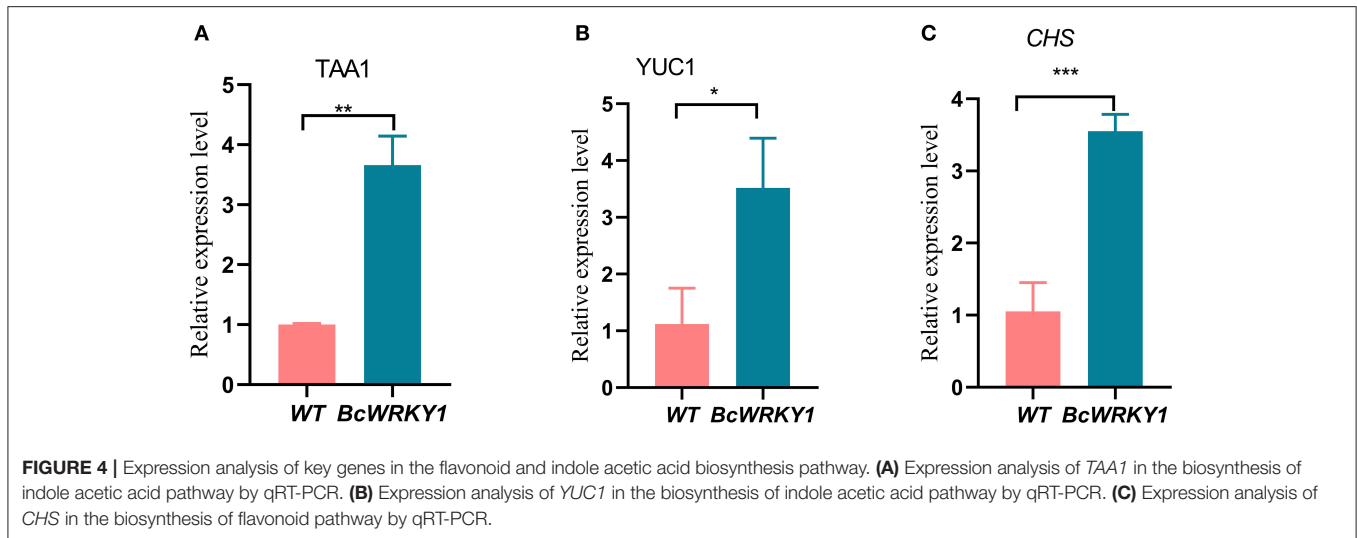 A
TAA1
**
5
4
3
2
1
0
Relative expression level
WT BcWRKY1
B
YUC1
*
5
4
3
2
1
0
Relative expression level
WT BcWRKY1
C
CHS
***
4
3
2
1
0
Relative expression level
WT BcWRKY1
FIGURE 4 | Expression analysis of key genes in the flavonoid and indole acetic acid biosynthesis pathway. (A) Expression analysis of TAA1 in the biosynthesis of
indole acetic acid pathway by qRT-PCR. (B) Expression analysis of YUC1 in the biosynthesis of indole acetic acid pathway by qRT-PCR. (C) Expression analysis of
CHS in the biosynthesis of flavonoid pathway by qRT-PCR.